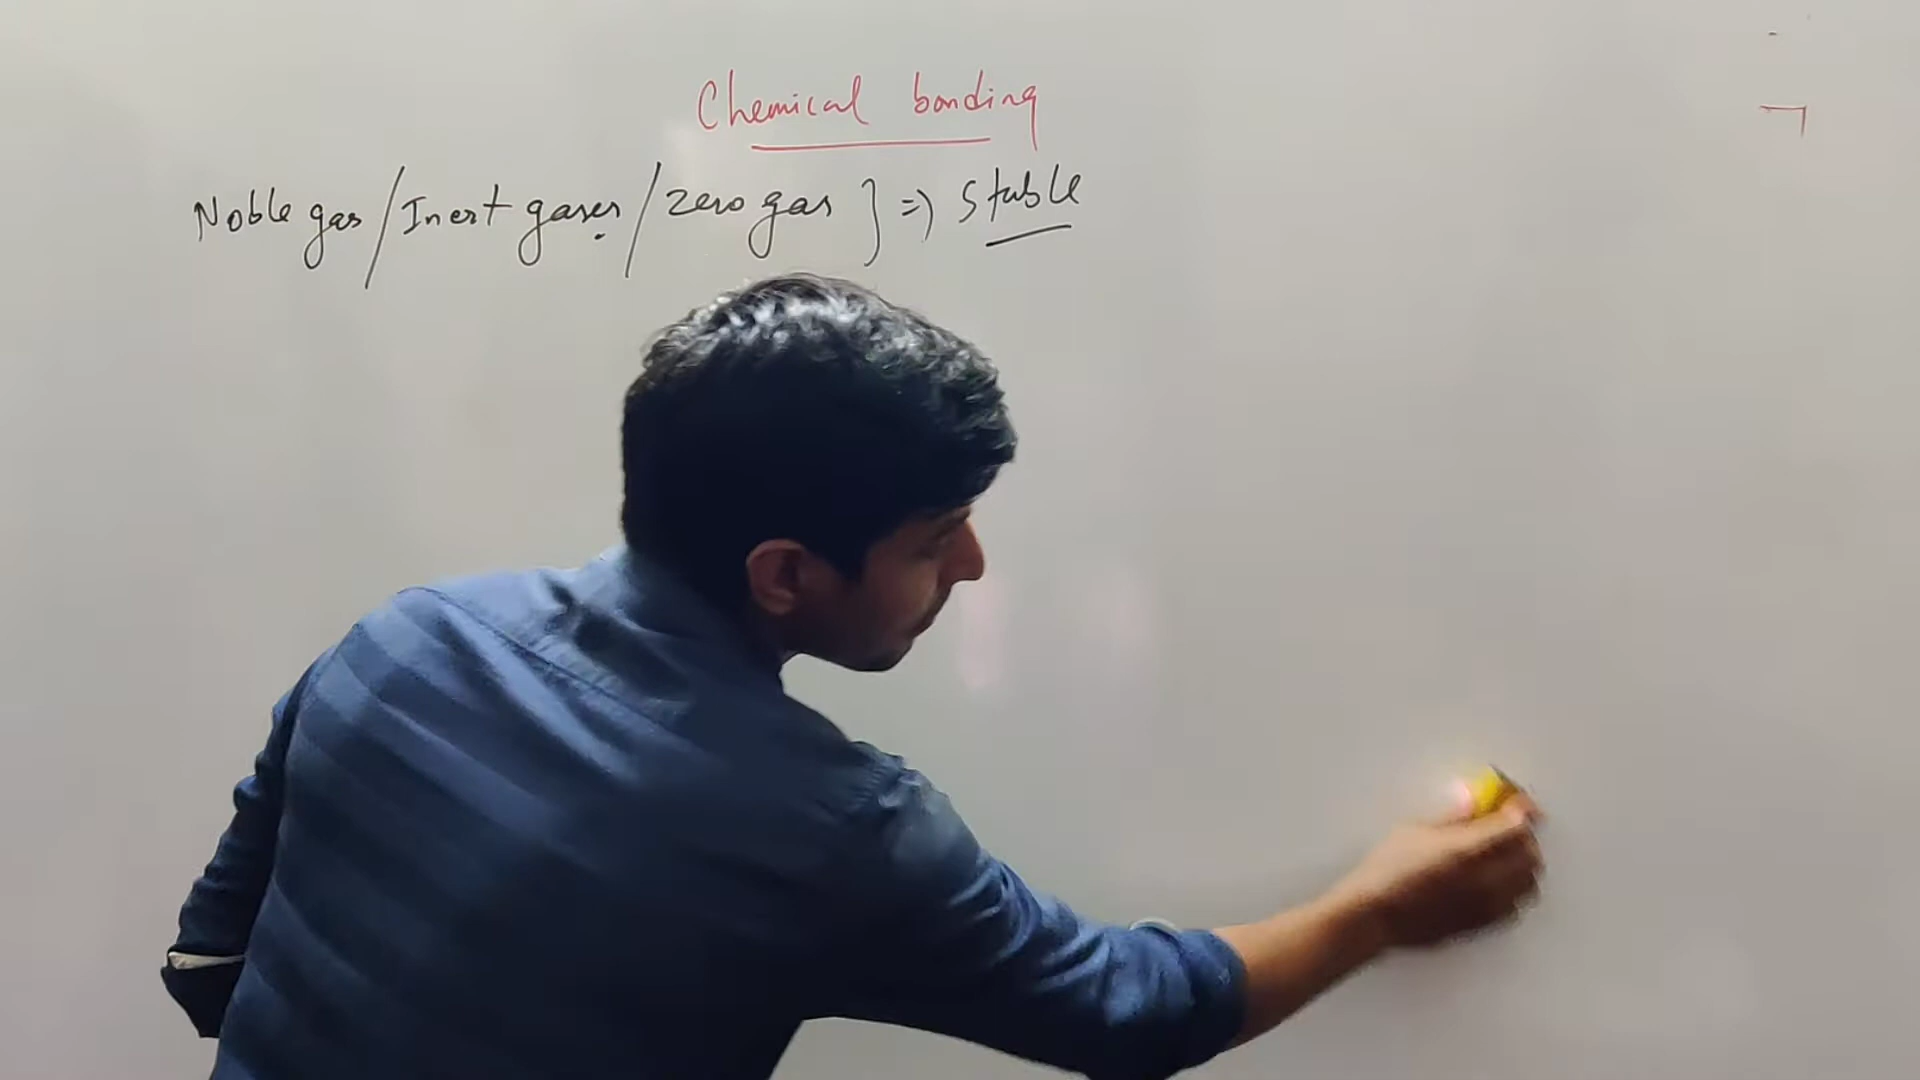 Chemical bonding
Noble gas/Inert gases/zero gas } => Stable